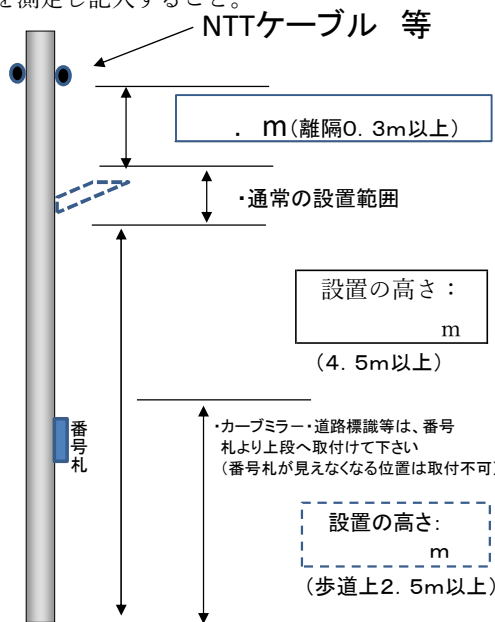 を測定し記入すること。
NTTケーブル 等
. m(離隔0. 3m以上)
・通常の設置範囲
設置の高さ：
m
(4. 5m以上)
番号札
・カーブミラー・道路標識等は、番号
札より上段へ取付けて下さい
(番号札が見えなくなる位置は取付不可)
設置の高さ:
m
(歩道上2. 5m以上)